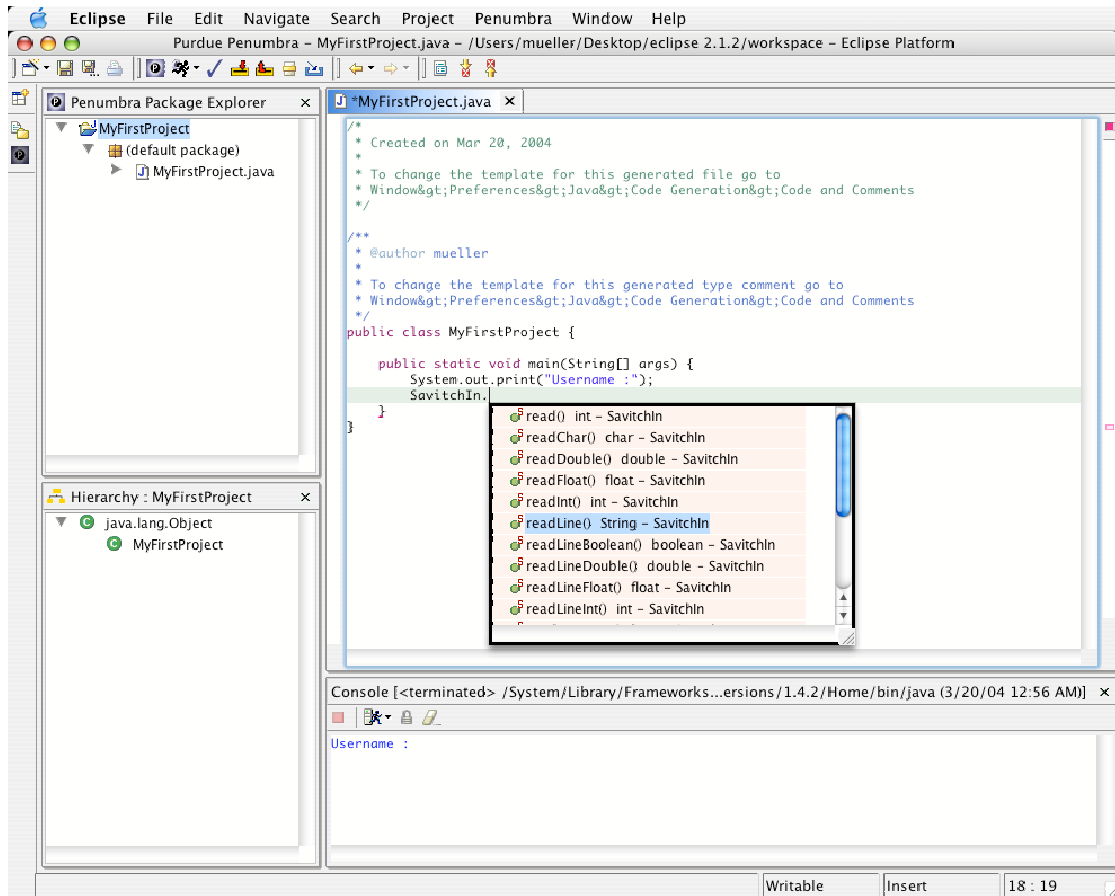 Eclipse File Edit Navigate Search Project Penumbra Window Help
Purdue Penumbra – MyFirstProject.java – /Users/mueller/Desktop/eclipse 2.1.2/workspace – Eclipse Platform
Penumbra Package Explorer
MyFirstProject
(default package)
MyFirstProject.java
Hierarchy : MyFirstProject
java.lang.Object
MyFirstProject
*MyFirstProject.java
/*
* Created on Mar 20, 2004
*
* To change the template for this generated file go to
* Window&gt;Preferences&gt;Java&gt;Code Generation&gt;Code and Comments
*/
/**
* @author mueller
*
* To change the template for this generated type comment go to
* Window&gt;Preferences&gt;Java&gt;Code Generation&gt;Code and Comments
*/
public class MyFirstProject {
public static void main(String[] args) {
System.out.print("Username :");
SavitchIn.
}
}
read() int – SavitchIn
readChar() char – SavitchIn
readDouble() double – SavitchIn
readFloat() float – SavitchIn
readInt() int – SavitchIn
readLine() String – SavitchIn
readLineBoolean() boolean – SavitchIn
readLineDouble() double – SavitchIn
readLineFloat() float – SavitchIn
readLineInt() int – SavitchIn
Console [<terminated> /System/Library/Frameworks...ersions/1.4.2/Home/bin/java (3/20/04 12:56 AM)]
Username :
Writable Insert 18 : 19